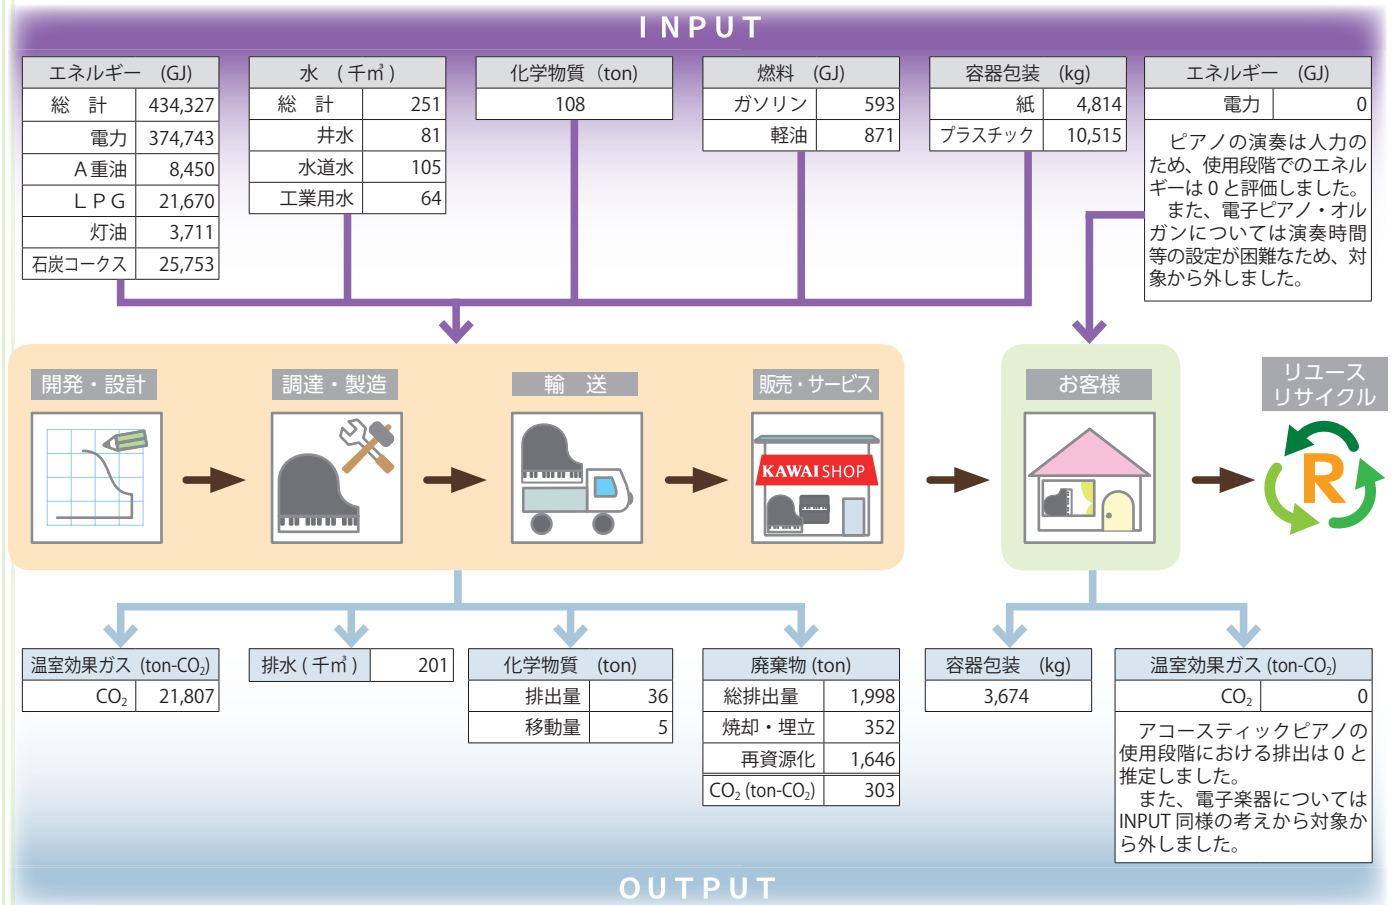 INPUT
エネルギー (GJ)
総 計 434,327
電力 374,743
A重油 8,450
LPG 21,670
灯油 3,711
石炭コークス 25,753
水 (千㎥)
総 計 251
井水 81
水道水 105
工業用水 64
化学物質 (ton)
108
燃料 (GJ)
ガソリン 593
軽油 871
容器包装 (kg)
紙 4,814
プラスチック 10,515
エネルギー (GJ)
電力 0
ピアノの演奏は人力の
ため、使用段階でのエネル
ギーは0と評価しました。
また、電子ピアノ・オル
ガンについては演奏時間
等の設定が困難なため、対
象から外しました。
開発・設計
調達・製造
輸 送
販売・サービス
KAWAI SHOP
お客様
リユース
リサイクル
R
温室効果ガス (ton-CO₂)
CO₂ 21,807
排水 (千㎥) 201
化学物質 (ton)
排出量 36
移動量 5
廃棄物 (ton)
総排出量 1,998
焼却・埋立 352
再資源化 1,646
CO₂ (ton-CO₂) 303
容器包装 (kg)
3,674
温室効果ガス (ton-CO₂)
CO₂ 0
アコースティックピアノの
使用段階における排出は0と
推定しました。
また、電子楽器については
INPUT 同様の考えから対象か
ら外しました。
OUTPUT